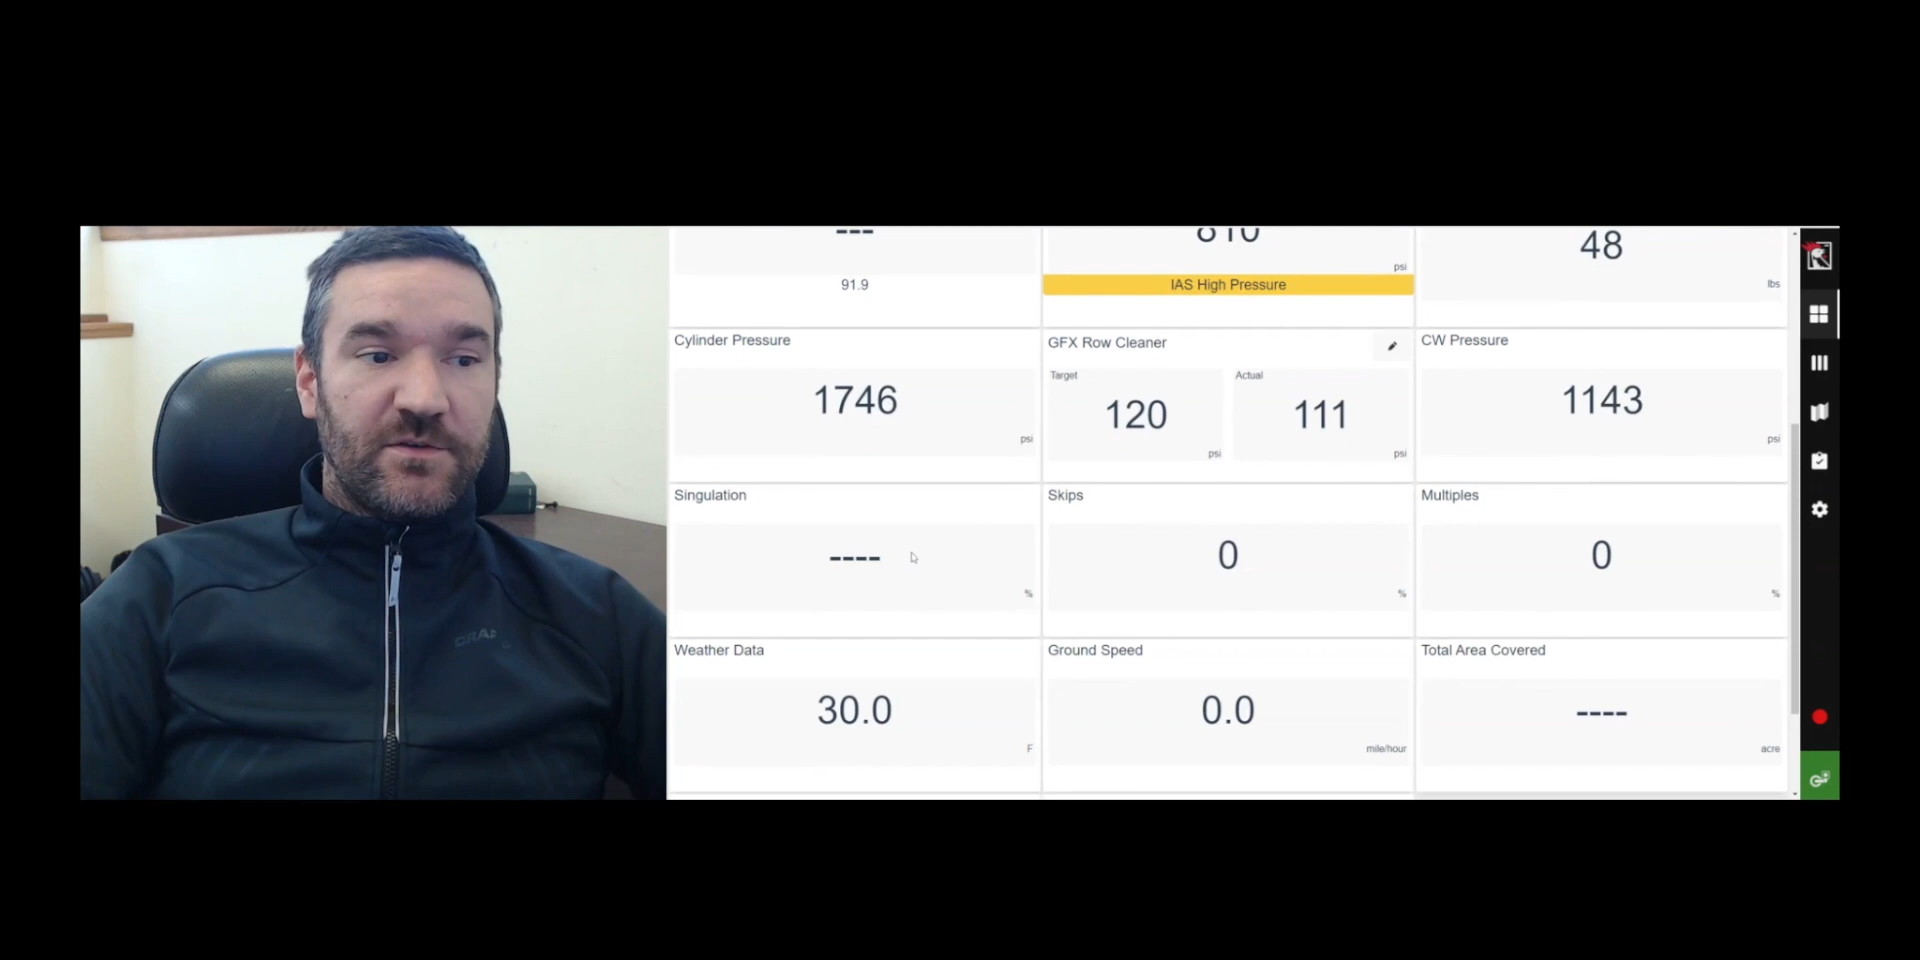 ---
psi
48
91.9
IAS High Pressure
lbs
Cylinder Pressure
1746
psi
GFX Row Cleaner
Target
120
psi
Actual
111
psi
CW Pressure
1143
psi
Singulation
----
%
Skips
0
%
Multiples
0
%
Weather Data
30.0
F
Ground Speed
0.0
mile/hour
Total Area Covered
----
acre